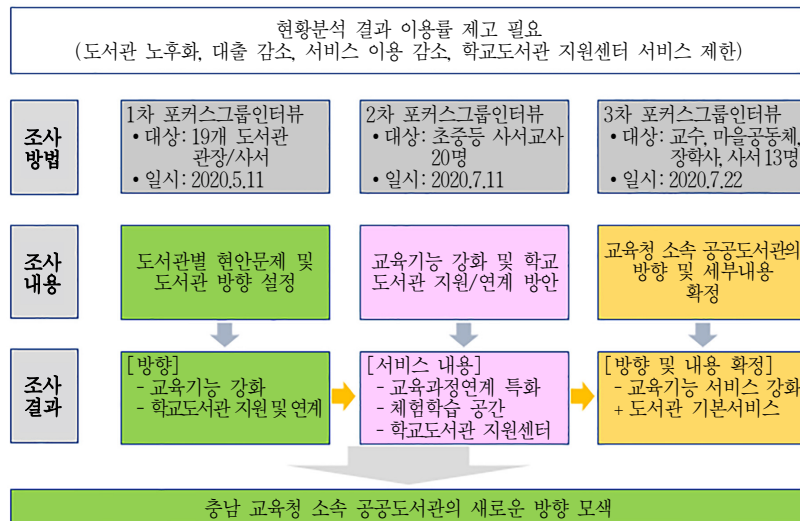 현황분석 결과 이용률 제고 필요
(도서관 노후화, 대출 감소, 서비스 이용 감소, 학교도서관 지원센터 서비스 제한)
조사
방법
1차 포커스그룹인터뷰
• 대상: 19개 도서관
관장/사서
• 일시: 2020.5.11
2차 포커스그룹인터뷰
• 대상: 초중등 사서교사
20명
• 일시: 2020.7.11
3차 포커스그룹인터뷰
• 대상: 교수, 마을공동체,
장학사, 사서 13명
• 일시: 2020.7.22
조사
내용
도서관별 현안문제 및
도서관 방향 설정
교육기능 강화 및 학교
도서관 지원/연계 방안
교육청 소속 공공도서관의
방향 및 세부내용
확정
조사
결과
[방향]
- 교육기능 강화
- 학교도서관 지원 및 연계
[서비스 내용]
- 교육과정연계 특화
- 체험학습 공간
- 학교도서관 지원센터
[방향 및 내용 확정]
- 교육기능 서비스 강화
+ 도서관 기본서비스
충남 교육청 소속 공공도서관의 새로운 방향 모색